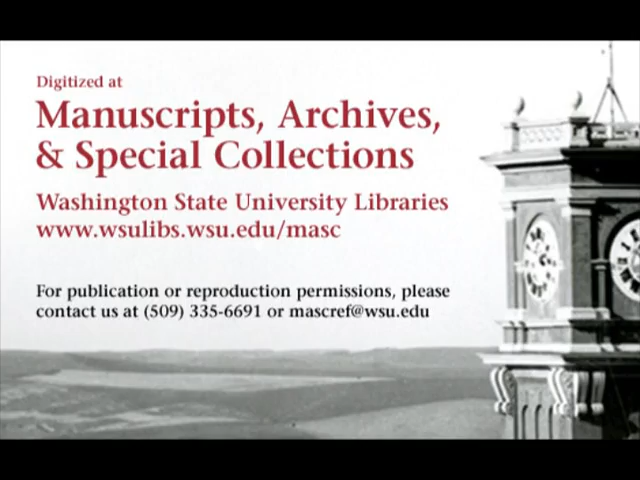 Digitized at
Manuscripts, Archives,
& Special Collections
Washington State University Libraries
www.wsulibs.wsu.edu/masc
For publication or reproduction permissions, please
contact us at (509) 335-6691 or mascref@wsu.edu